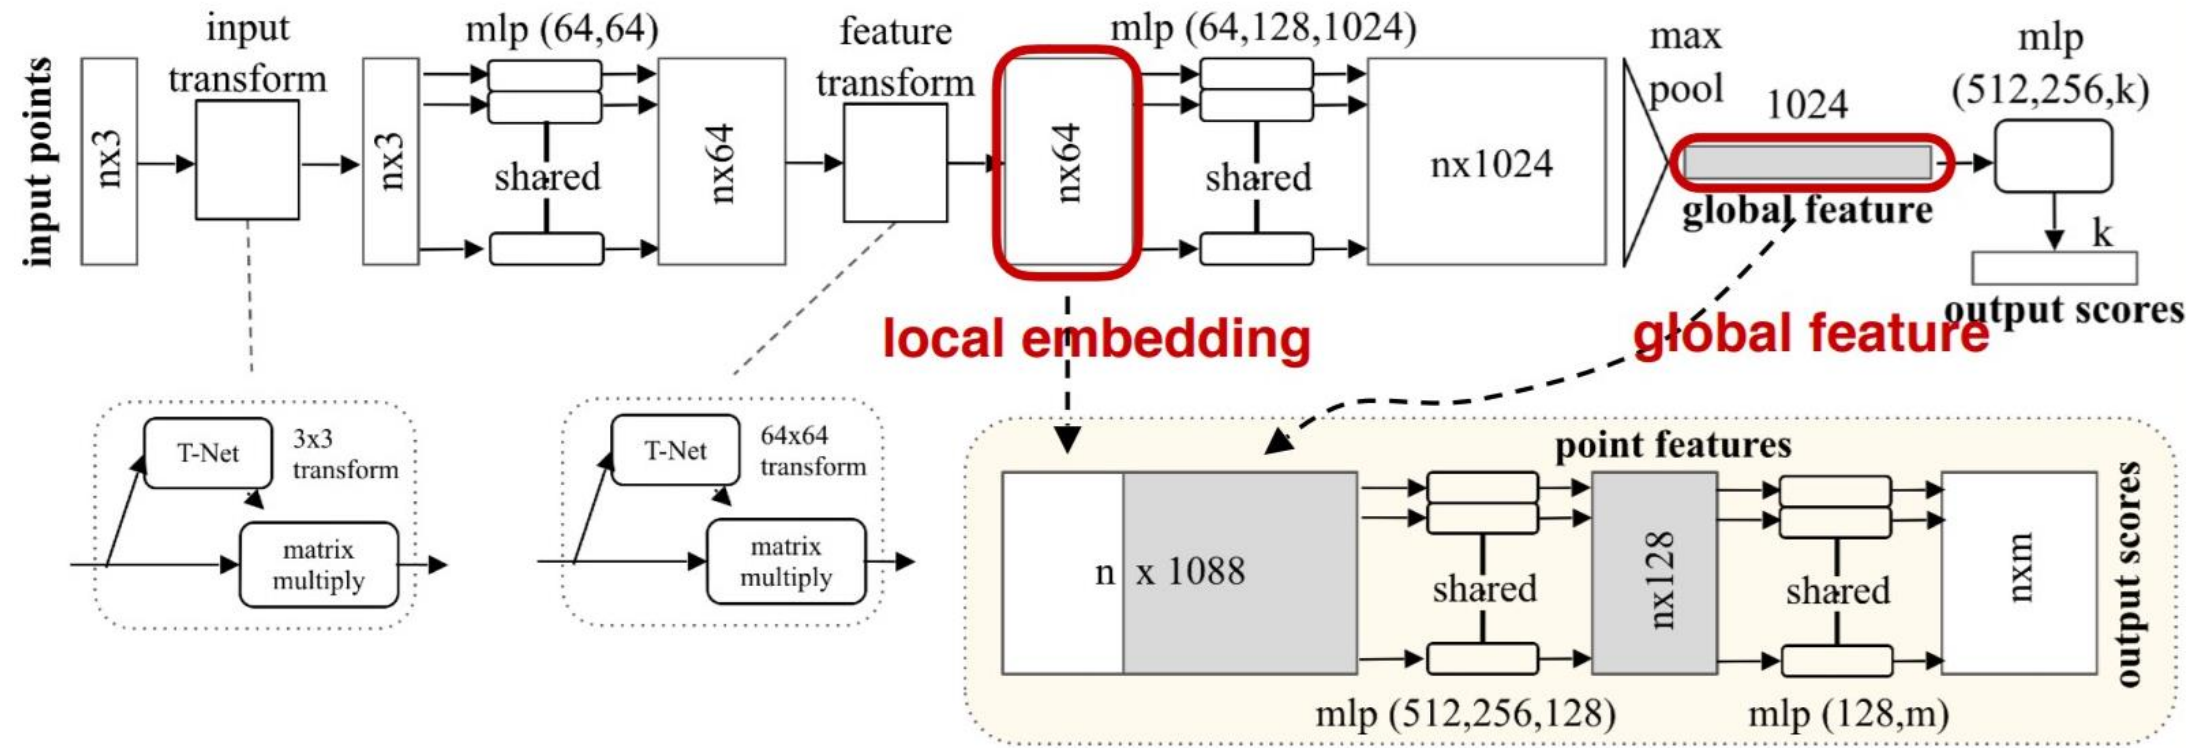 input points
nx3
input
transform
nx3
mlp (64,64)
shared
nx64
feature
transform
nx64
mlp (64,128,1024)
shared
nx1024
max
pool
1024
global feature
mlp
(512,256,k)
k
output scores
local embedding
global feature
T-Net
3x3
transform
matrix
multiply
T-Net
64x64
transform
matrix
multiply
point features
n x 1088
shared
mlp (512,256,128)
nx128
shared
mlp (128,m)
nxm
output scores